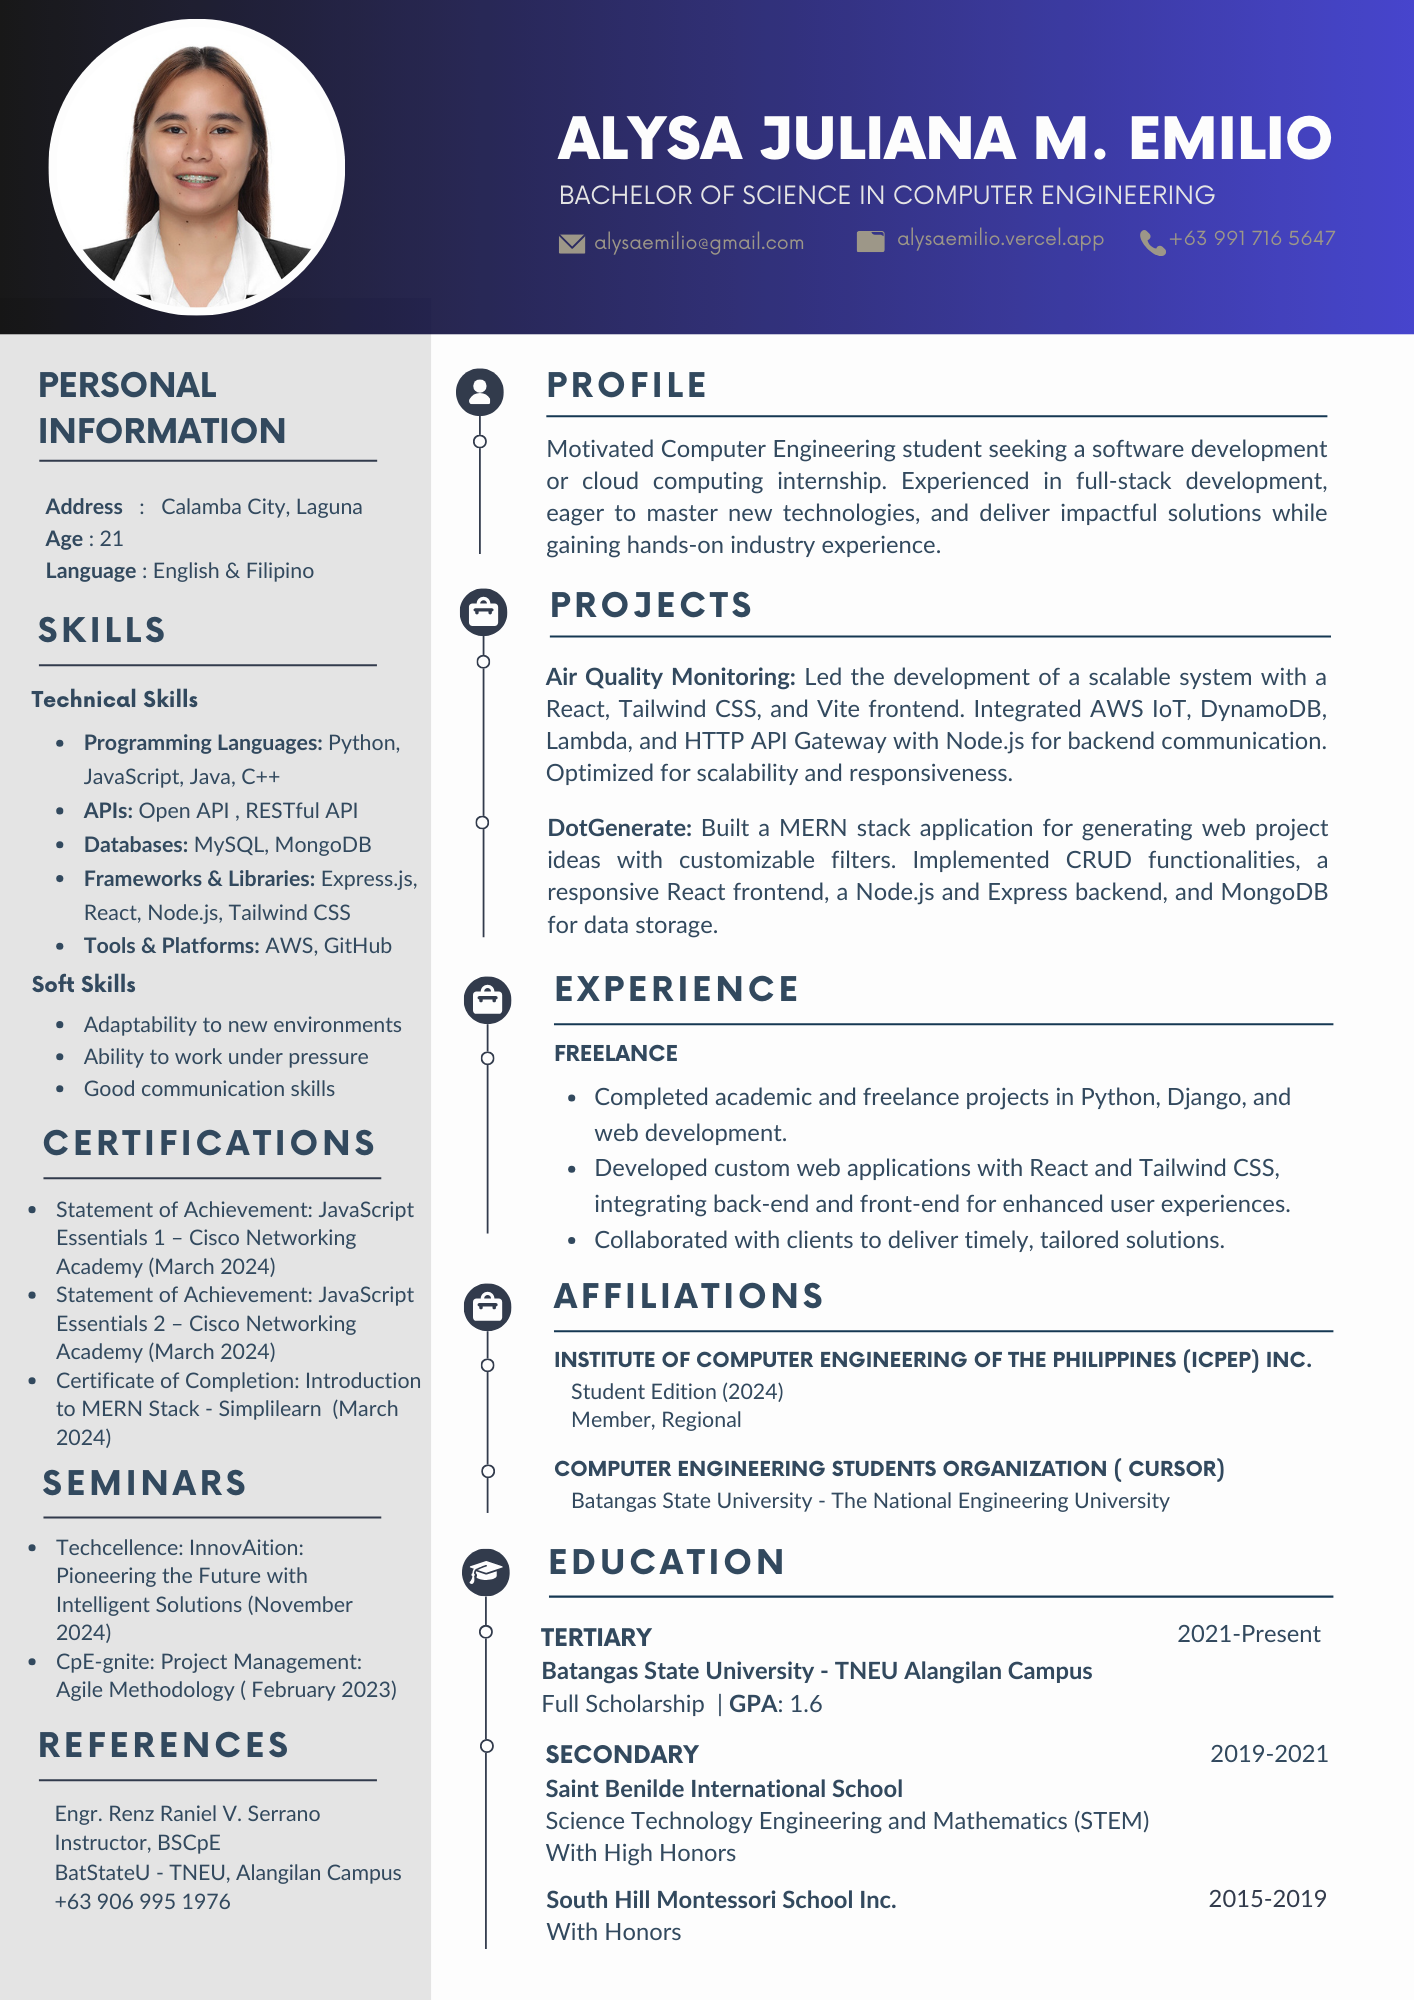 ALYSA JULIANA M. EMILIO
BACHELOR OF SCIENCE IN COMPUTER ENGINEERING
alysaemilio@gmail.com
alysaemilio.vercel.app
+63 991 716 5647
PERSONAL
INFORMATION
Address : Calamba City, Laguna
Age : 21
Language : English & Filipino
SKILLS
Technical Skills
• Programming Languages: Python,
JavaScript, Java, C++
• APIs: Open API , RESTful API
• Databases: MySQL, MongoDB
• Frameworks & Libraries: Express.js,
React, Node.js, Tailwind CSS
• Tools & Platforms: AWS, GitHub
Soft Skills
• Adaptability to new environments
• Ability to work under pressure
• Good communication skills
CERTIFICATIONS
• Statement of Achievement: JavaScript
Essentials 1 – Cisco Networking
Academy (March 2024)
• Statement of Achievement: JavaScript
Essentials 2 – Cisco Networking
Academy (March 2024)
• Certificate of Completion: Introduction
to MERN Stack - Simplilearn (March
2024)
SEMINARS
• Techcellence: InnovAition:
Pioneering the Future with
Intelligent Solutions (November
2024)
• CpE-gnite: Project Management:
Agile Methodology ( February 2023)
REFERENCES
Engr. Renz Raniel V. Serrano
Instructor, BSCpE
BatStateU - TNEU, Alangilan Campus
+63 906 995 1976
PROFILE
Motivated Computer Engineering student seeking a software development
or cloud computing internship. Experienced in full-stack development,
eager to master new technologies, and deliver impactful solutions while
gaining hands-on industry experience.
PROJECTS
Air Quality Monitoring: Led the development of a scalable system with a
React, Tailwind CSS, and Vite frontend. Integrated AWS IoT, DynamoDB,
Lambda, and HTTP API Gateway with Node.js for backend communication.
Optimized for scalability and responsiveness.
DotGenerate: Built a MERN stack application for generating web project
ideas with customizable filters. Implemented CRUD functionalities, a
responsive React frontend, a Node.js and Express backend, and MongoDB
for data storage.
EXPERIENCE
FREELANCE
• Completed academic and freelance projects in Python, Django, and
web development.
• Developed custom web applications with React and Tailwind CSS,
integrating back-end and front-end for enhanced user experiences.
• Collaborated with clients to deliver timely, tailored solutions.
AFFILIATIONS
INSTITUTE OF COMPUTER ENGINEERING OF THE PHILIPPINES (ICPEP) INC.
Student Edition (2024)
Member, Regional
COMPUTER ENGINEERING STUDENTS ORGANIZATION ( CURSOR)
Batangas State University - The National Engineering University
EDUCATION
TERTIARY 2021-Present
Batangas State University - TNEU Alangilan Campus
Full Scholarship | GPA: 1.6
SECONDARY 2019-2021
Saint Benilde International School
Science Technology Engineering and Mathematics (STEM)
With High Honors
South Hill Montessori School Inc. 2015-2019
With Honors